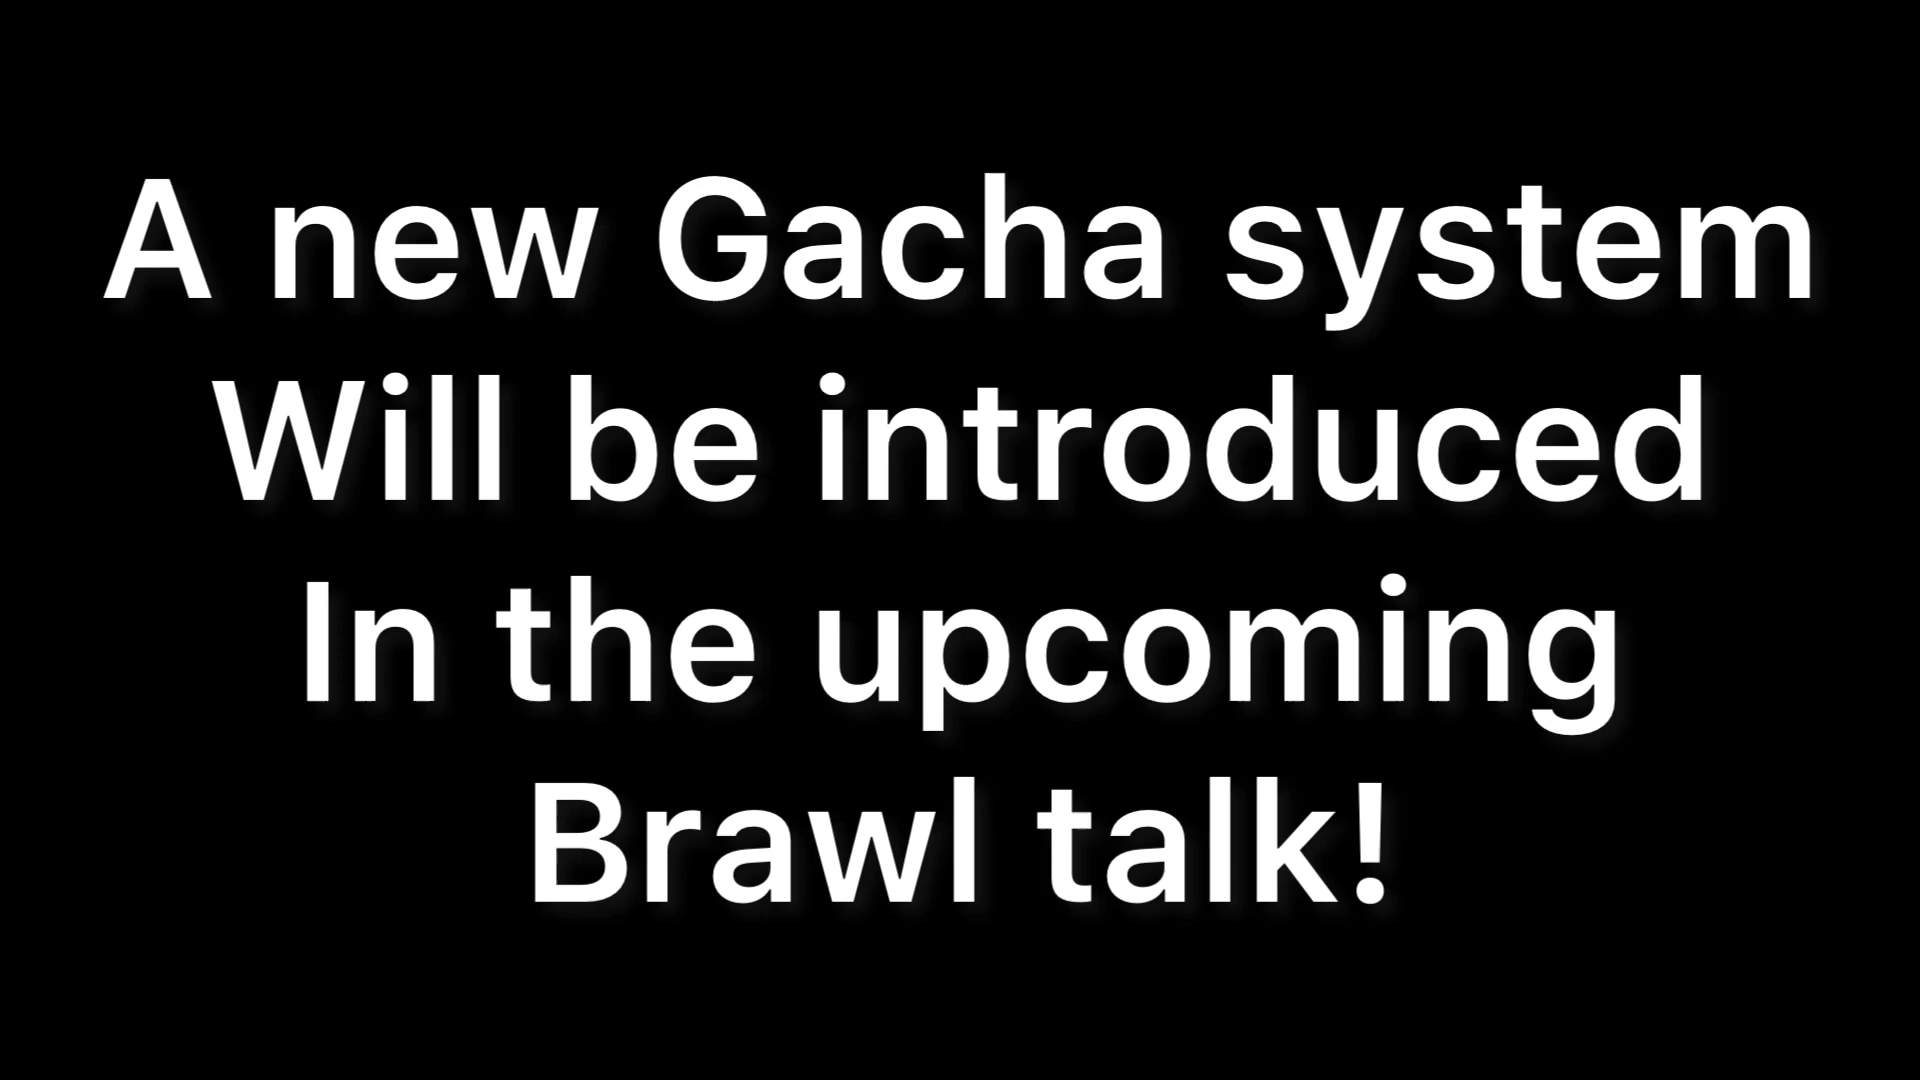 A new Gacha system
Will be introduced
In the upcoming
Brawl talk!